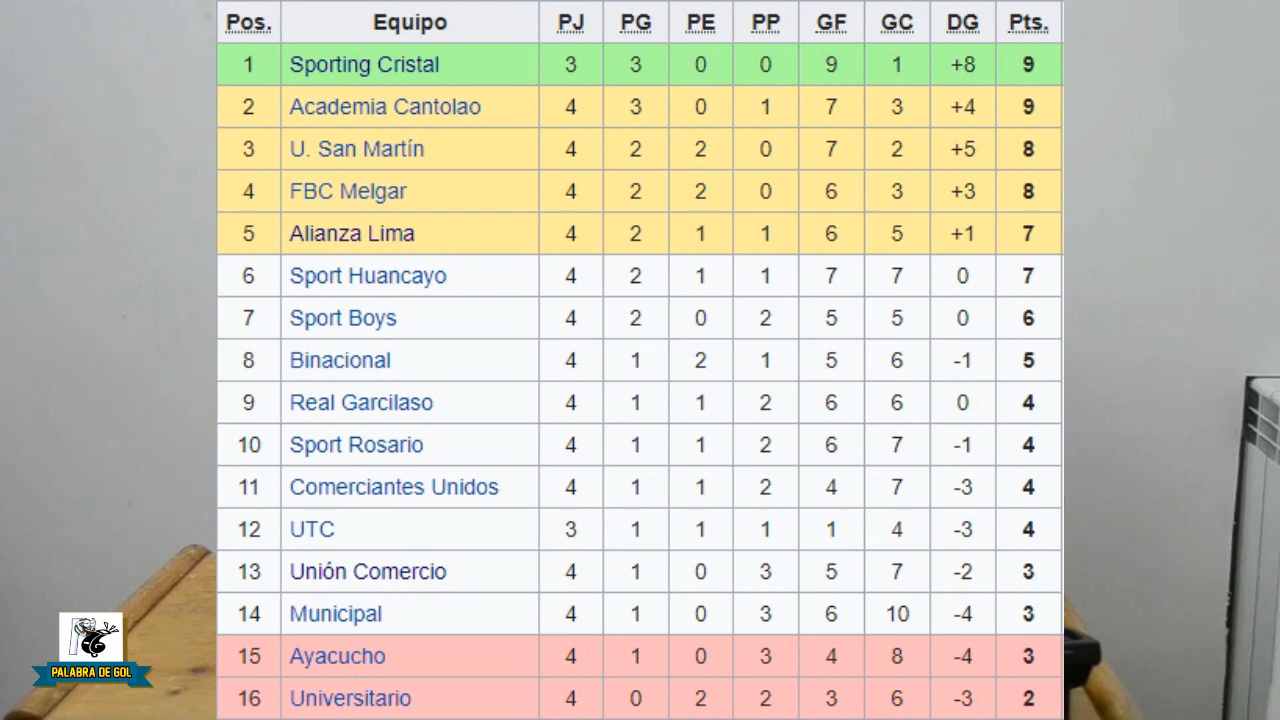 Pos. Equipo PJ PG PE PP GF GC DG Pts.
1 Sporting Cristal 3 3 0 0 9 1 +8 9
2 Academia Cantolao 4 3 0 1 7 3 +4 9
3 U. San Martín 4 2 2 0 7 2 +5 8
4 FBC Melgar 4 2 2 0 6 3 +3 8
5 Alianza Lima 4 2 1 1 6 5 +1 7
6 Sport Huancayo 4 2 1 1 7 7 0 7
7 Sport Boys 4 2 0 2 5 5 0 6
8 Binacional 4 1 2 1 5 6 -1 5
9 Real Garcilaso 4 1 1 2 6 6 0 4
10 Sport Rosario 4 1 1 2 6 7 -1 4
11 Comerciantes Unidos 4 1 1 2 4 7 -3 4
12 UTC 3 1 1 1 1 4 -3 4
13 Unión Comercio 4 1 0 3 5 7 -2 3
14 Municipal 4 1 0 3 6 10 -4 3
15 Ayacucho 4 1 0 3 4 8 -4 3
16 Universitario 4 0 2 2 3 6 -3 2
PALABRA DE GOL